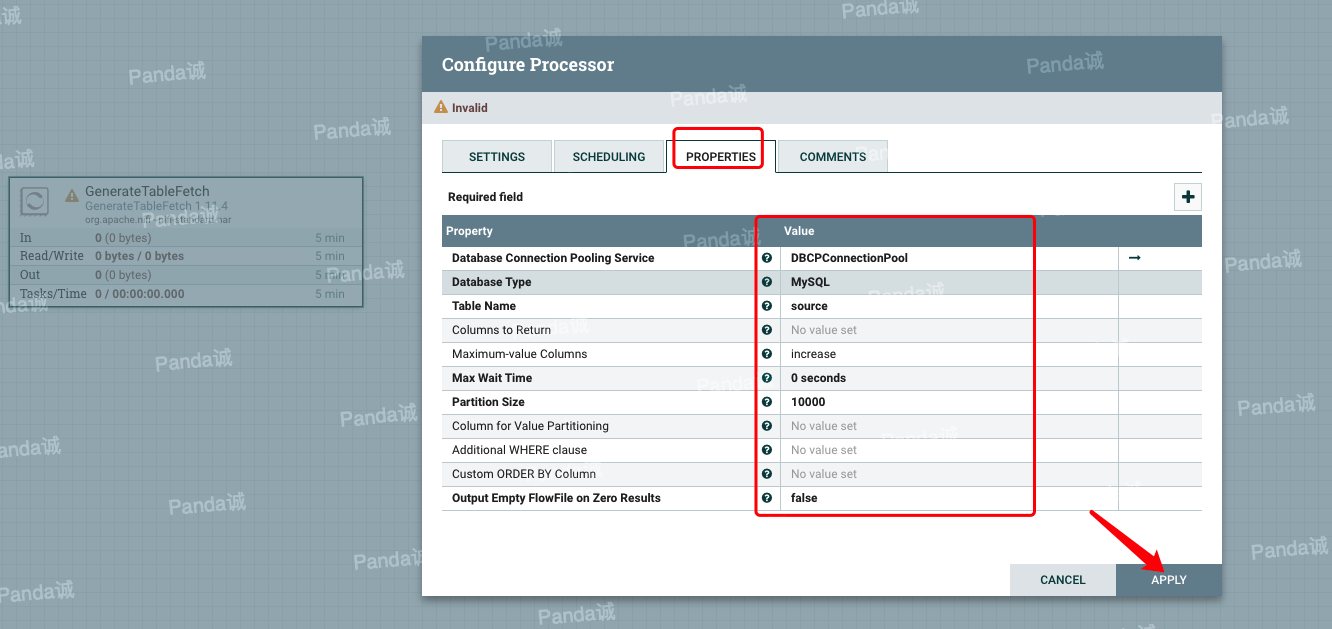 Configure Processor
Invalid
SETTINGS SCHEDULING PROPERTIES COMMENTS
Required field
Property Value
Database Connection Pooling Service DBCPConnectionPool
Database Type MySQL
Table Name source
Columns to Return No value set
Maximum-value Columns increase
Max Wait Time 0 seconds
Partition Size 10000
Column for Value Partitioning No value set
Additional WHERE clause No value set
Custom ORDER BY Column No value set
Output Empty FlowFile on Zero Results false
CANCEL APPLY
GenerateTableFetch
GenerateTableFetch 1.11.4
In 0 (0 bytes) 5 min
Read/Write 0 bytes / 0 bytes 5 min
Out 0 (0 bytes) 5 min
Tasks/Time 0 / 00:00:00.000 5 min
Panda诚